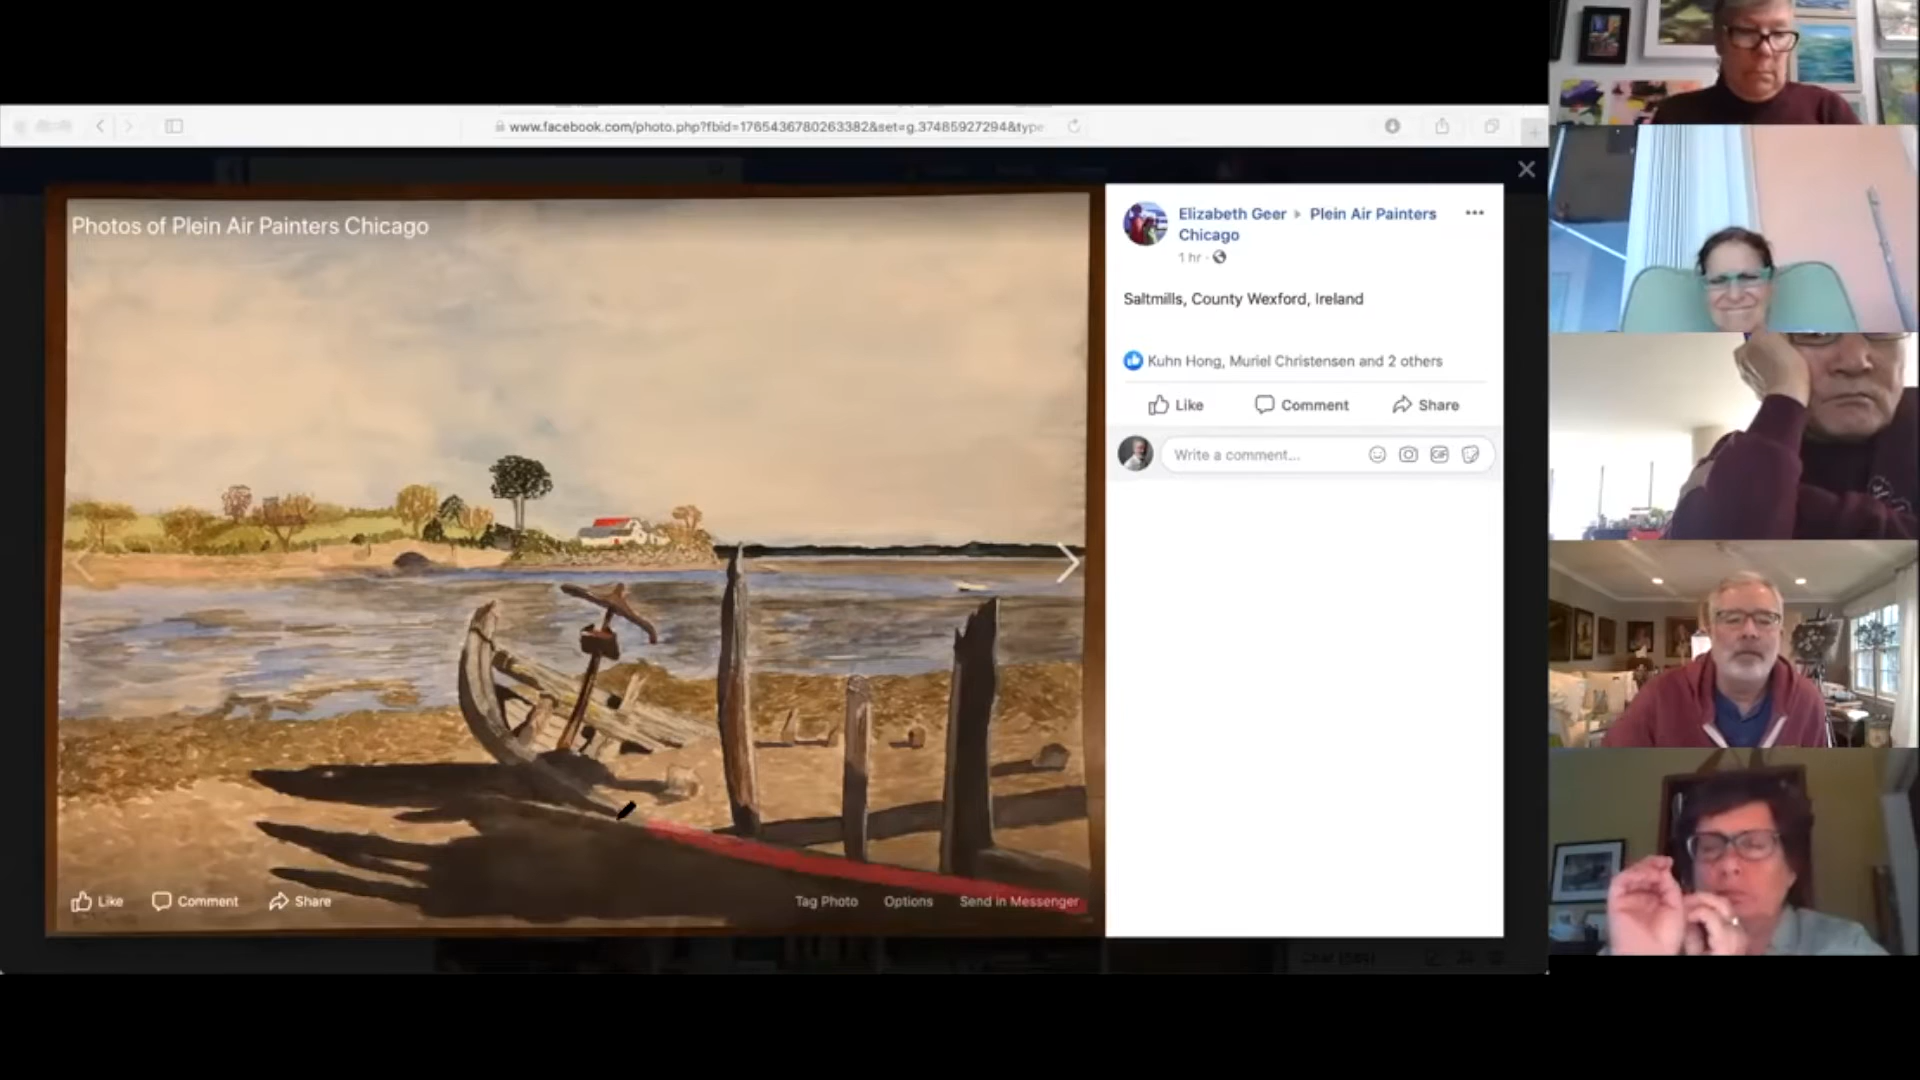 www.facebook.com/photo.php?fbid=1765436780263382&set=g.37485927294&type
Photos of Plein Air Painters Chicago
Elizabeth Geer Plein Air Painters
Chicago
1 hr
Saltmills, County Wexford, Ireland
Kuhn Hong, Muriel Christensen and 2 others
Like Comment Share
Write a comment...
GIF
Like Comment Share
Tag Photo Options Send in Messenger